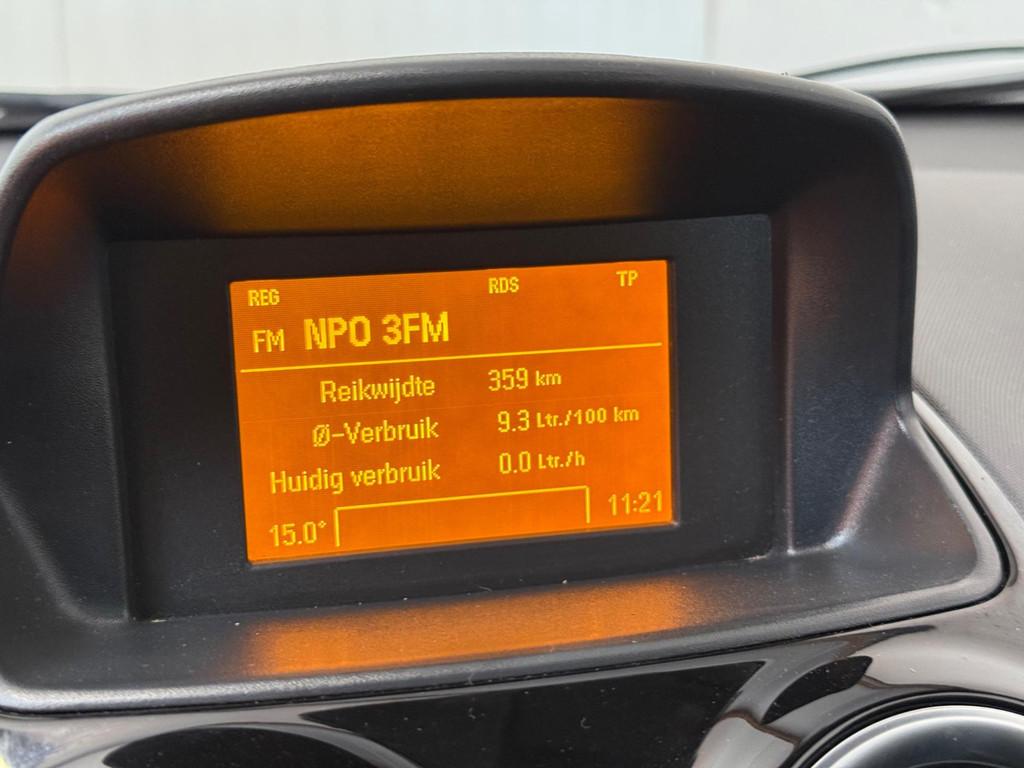 REG RDS TP
FM NPO 3FM
Reikwijdte 359 km
Ø-Verbruik 9.3 Ltr./100 km
Huidig verbruik 0.0 Ltr./h
15.0° 11:21